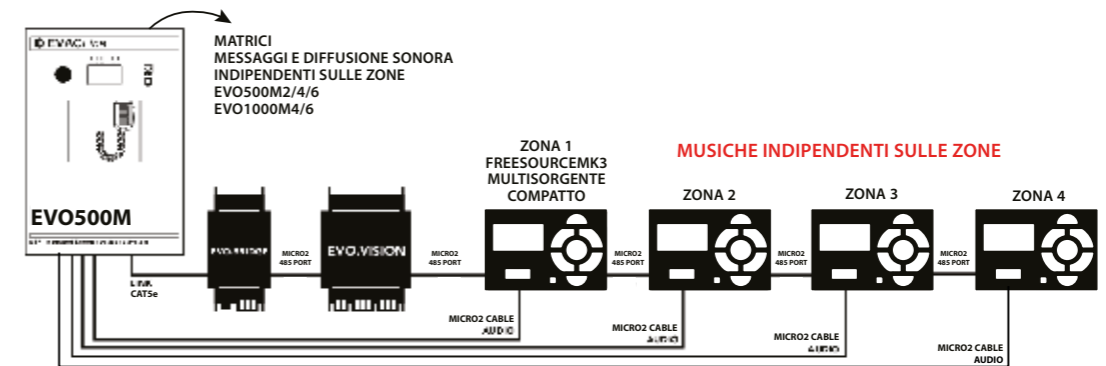 MATRICI
MESSAGGI E DIFFUSIONE SONORA
INDIPENDENTI SULLE ZONE
EVO500M2/4/6
EVO1000M4/6
EVO500M
LINK
CAT5e
EVO.BRIDGE
MICRO2
485 PORT
EVO.VISION
MICRO2
485 PORT
ZONA 1
FREESOURCEMK3
MULTISORGENTE
COMPATTO
MUSICHE INDIPENDENTI SULLE ZONE
MICRO2
485 PORT
ZONA 2
MICRO2
485 PORT
ZONA 3
MICRO2
485 PORT
ZONA 4
MICRO2 CABLE
AUDIO
MICRO2 CABLE
AUDIO
MICRO2 CABLE
AUDIO
MICRO2 CABLE
AUDIO